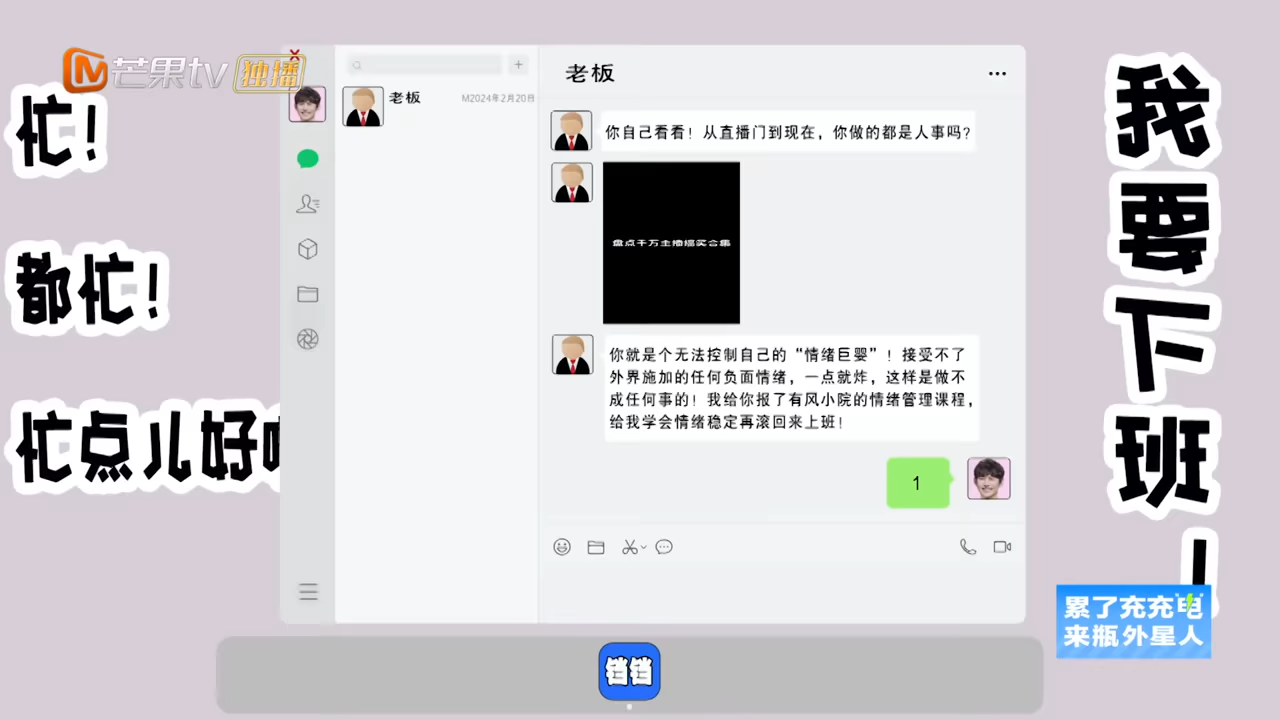 芒果tv 独播
忙!
都忙!
忙点儿好
我要下班!
老板
M2024年2月20日
老板
你自己看看!从直播门到现在,你做的都是人事吗?
盘点千万主播搞笑合集
你就是个无法控制自己的“情绪巨婴”!接受不了
外界施加的任何负面情绪,一点就炸,这样是做不
成任何事的!我给你报了有风小院的情绪管理课程,
给我学会情绪稳定再滚回来上班!
1
累了充充电
来瓶外星人
铛铛